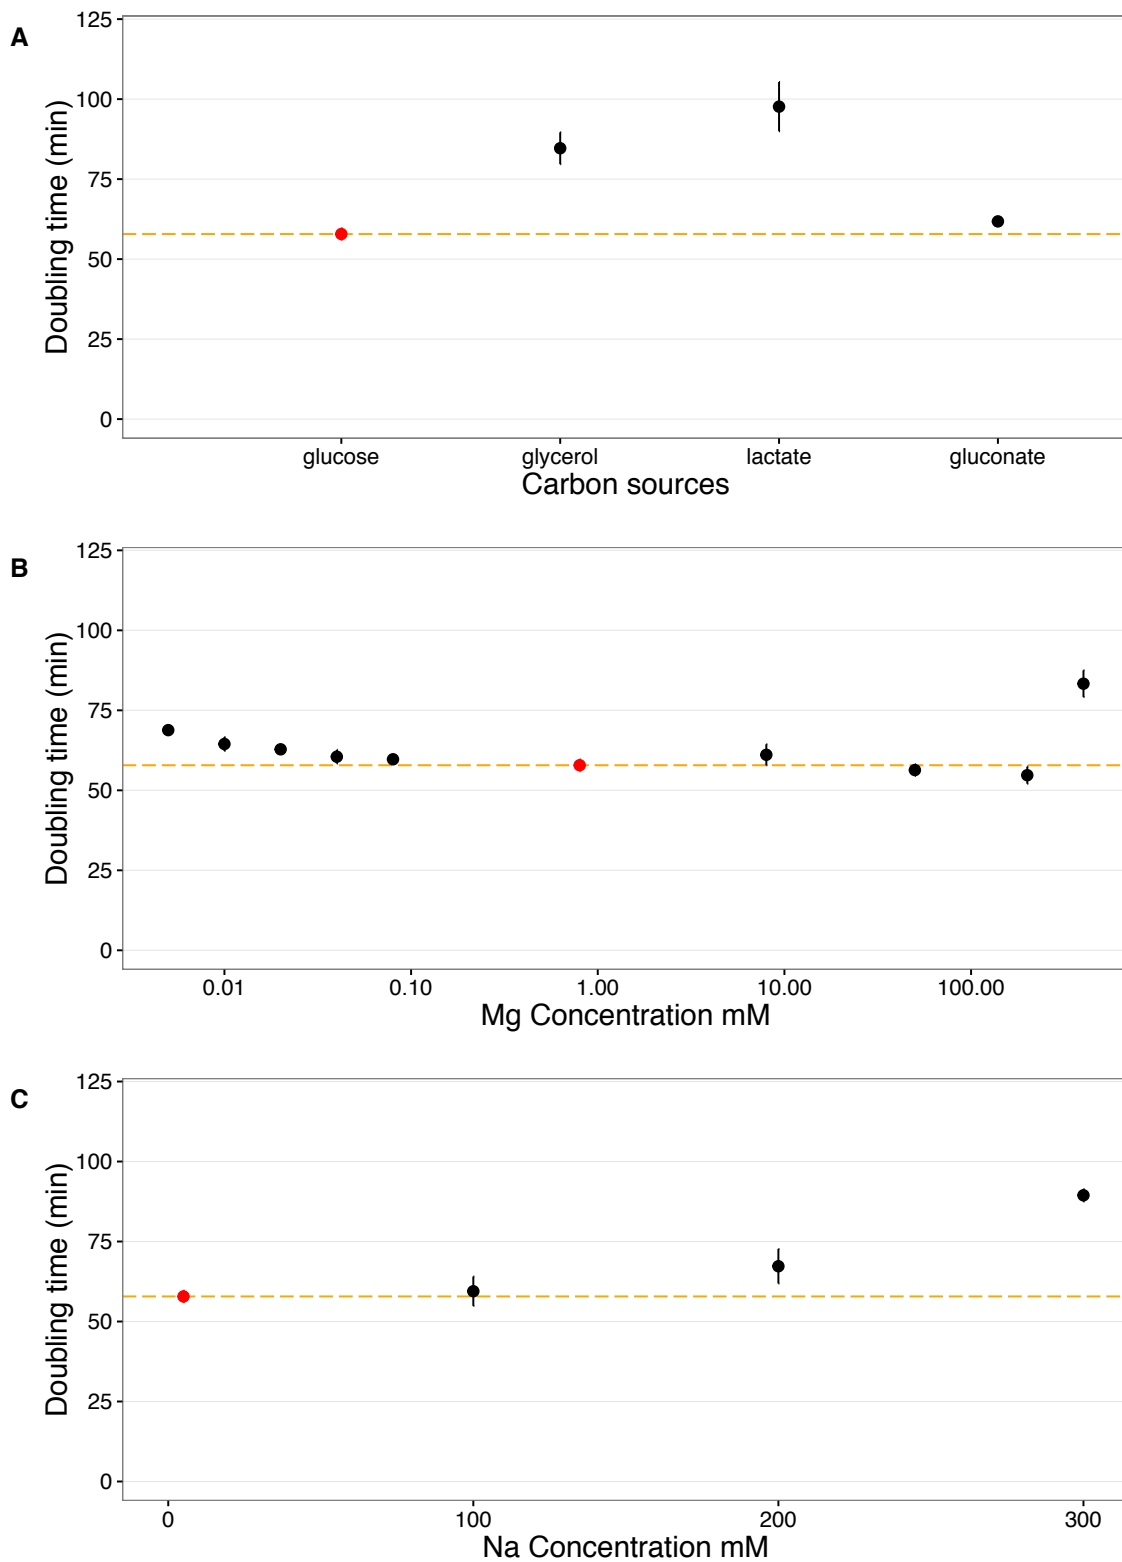 A
Doubling time (min)
125
100
75
50
25
0
glucose glycerol lactate gluconate
Carbon sources
B
Doubling time (min)
125
100
75
50
25
0
0.01 0.10 1.00 10.00 100.00
Mg Concentration mM
C
Doubling time (min)
125
100
75
50
25
0
0 100 200 300
Na Concentration mM